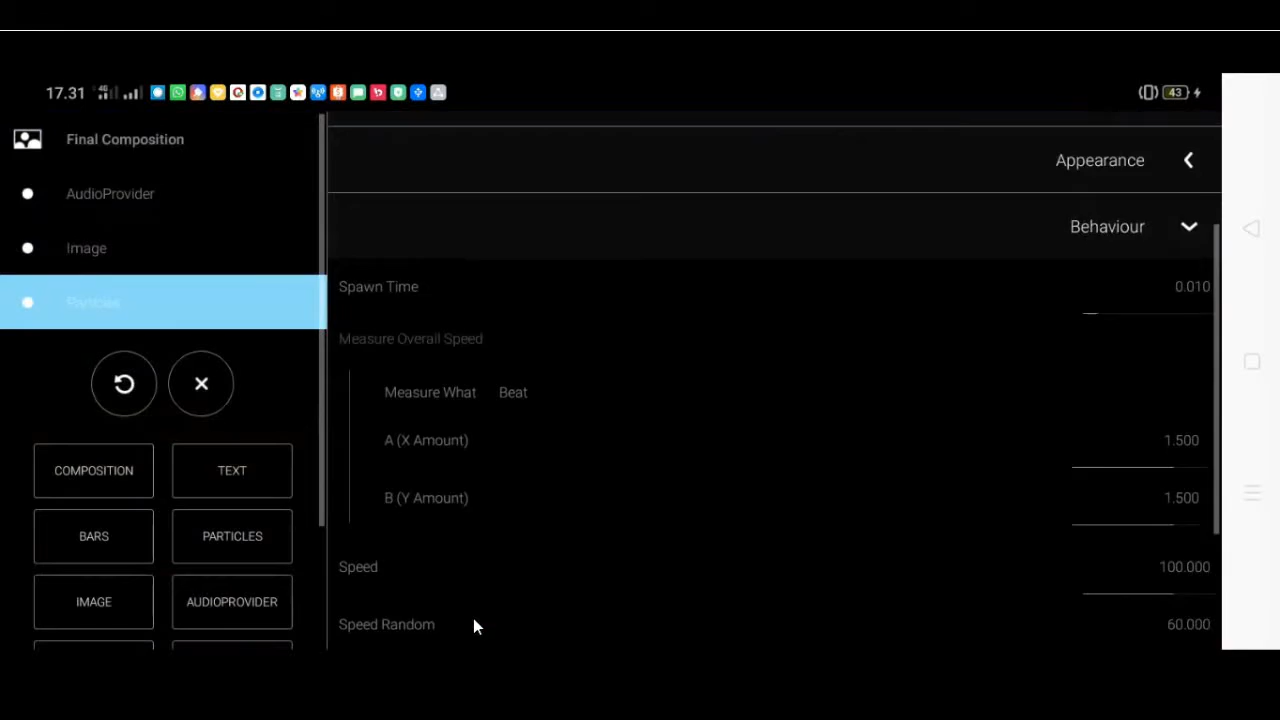 17.31
43
Final Composition
AudioProvider
Image
Particles
COMPOSITION
TEXT
BARS
PARTICLES
IMAGE
AUDIOPROVIDER
Appearance
Behaviour
Spawn Time 0.010
Measure Overall Speed
Measure What Beat
A (X Amount) 1.500
B (Y Amount) 1.500
Speed 100.000
Speed Random 60.000